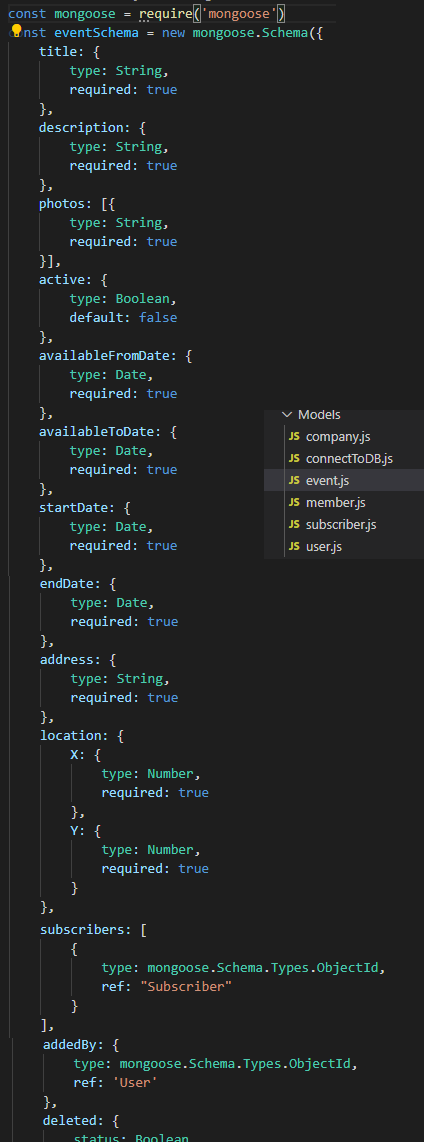 const mongoose = require('mongoose')
nst eventSchema = new mongoose.Schema({
title: {
type: String,
required: true
},
description: {
type: String,
required: true
},
photos: [{
type: String,
required: true
}],
active: {
type: Boolean,
default: false
},
availableFromDate: {
type: Date,
required: true
},
availableToDate: {
type: Date,
required: true
},
startDate: {
type: Date,
required: true
},
endDate: {
type: Date,
required: true
},
address: {
type: String,
required: true
},
location: {
X: {
type: Number,
required: true
},
Y: {
type: Number,
required: true
}
},
subscribers: [
{
type: mongoose.Schema.Types.ObjectId,
ref: "Subscriber"
}
],
addedBy: {
type: mongoose.Schema.Types.ObjectId,
ref: 'User'
},
deleted: {
status: Boolean
Models
JS company.js
JS connectToDB.js
JS event.js
JS member.js
JS subscriber.js
JS user.js